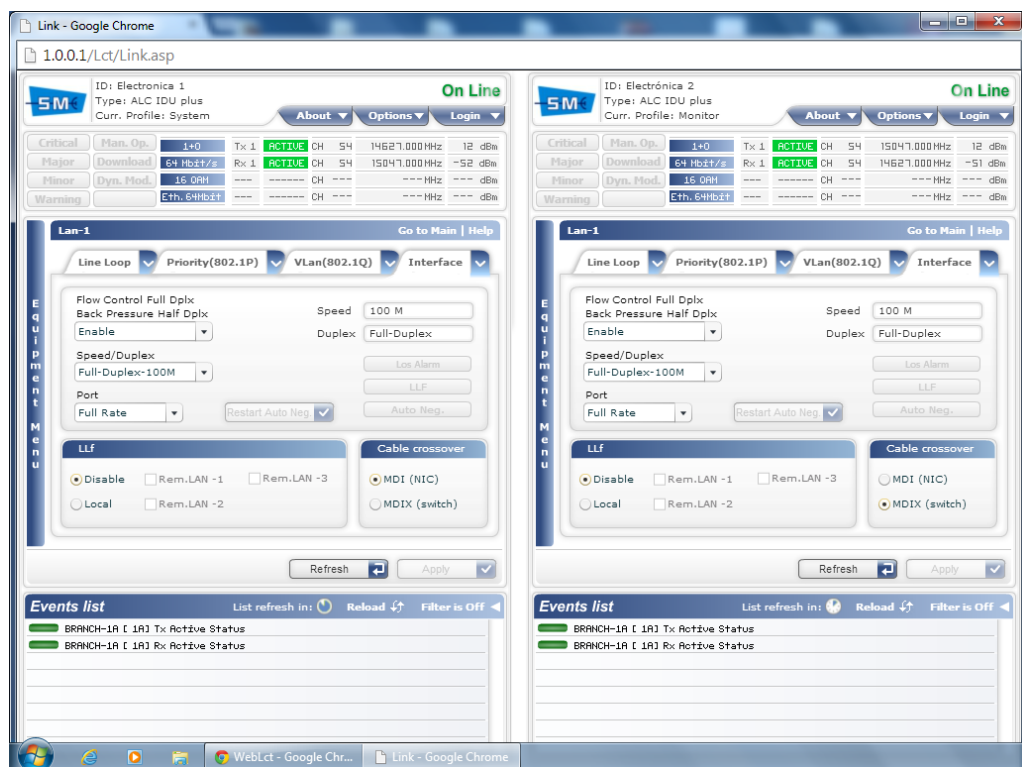 Link - Google Chrome
1.0.0.1/Lct/Link.asp
SM
ID: Electronica 1
Type: ALC IDU plus
Curr. Profile: System
On Line
About
Options
Login
Critical Man. Op. 1+0 Tx 1 ACTIVE CH 54 14627.000 MHz 12 dBm
Major Download 64 Mbit/s Rx 1 ACTIVE CH 54 15047.000 MHz -52 dBm
Minor Dyn. Mod. 16 QAM --- ------ CH --- --- MHz --- dBm
Warning Eth. 64Mbit --- ------ CH --- --- MHz --- dBm
Equipment Menu
Lan-1 Go to Main | Help
Line Loop Priority(802.1P) VLan(802.1Q) Interface
Flow Control Full Dplx
Back Pressure Half Dplx
Enable
Speed 100 M
Duplex Full-Duplex
Speed/Duplex
Full-Duplex-100M
Los Alarm
LLF
Port
Full Rate
Restart Auto Neg.
Auto Neg.
LLf
Disable Rem.LAN -1 Rem.LAN -3
Local Rem.LAN -2
Cable crossover
MDI (NIC)
MDIX (switch)
Refresh Apply
Events list List refresh in: Reload Filter is Off
BRANCH-1A [ 1A] Tx Active Status
BRANCH-1A [ 1A] Rx Active Status
SM
ID: Electrónica 2
Type: ALC IDU plus
Curr. Profile: Monitor
On Line
About
Options
Login
Critical Man. Op. 1+0 Tx 1 ACTIVE CH 54 15047.000 MHz 12 dBm
Major Download 64 Mbit/s Rx 1 ACTIVE CH 54 14627.000 MHz -51 dBm
Minor Dyn. Mod. 16 QAM --- ------ CH --- --- MHz --- dBm
Warning Eth. 64Mbit --- ------ CH --- --- MHz --- dBm
Equipment Menu
Lan-1 Go to Main | Help
Line Loop Priority(802.1P) VLan(802.1Q) Interface
Flow Control Full Dplx
Back Pressure Half Dplx
Enable
Speed 100 M
Duplex Full-Duplex
Speed/Duplex
Full-Duplex-100M
Los Alarm
LLF
Port
Full Rate
Restart Auto Neg.
Auto Neg.
LLf
Disable Rem.LAN -1 Rem.LAN -3
Local Rem.LAN -2
Cable crossover
MDI (NIC)
MDIX (switch)
Refresh Apply
Events list List refresh in: Reload Filter is Off
BRANCH-1A [ 1A] Tx Active Status
BRANCH-1A [ 1A] Rx Active Status
WebLct - Google Chr...
Link - Google Chrome